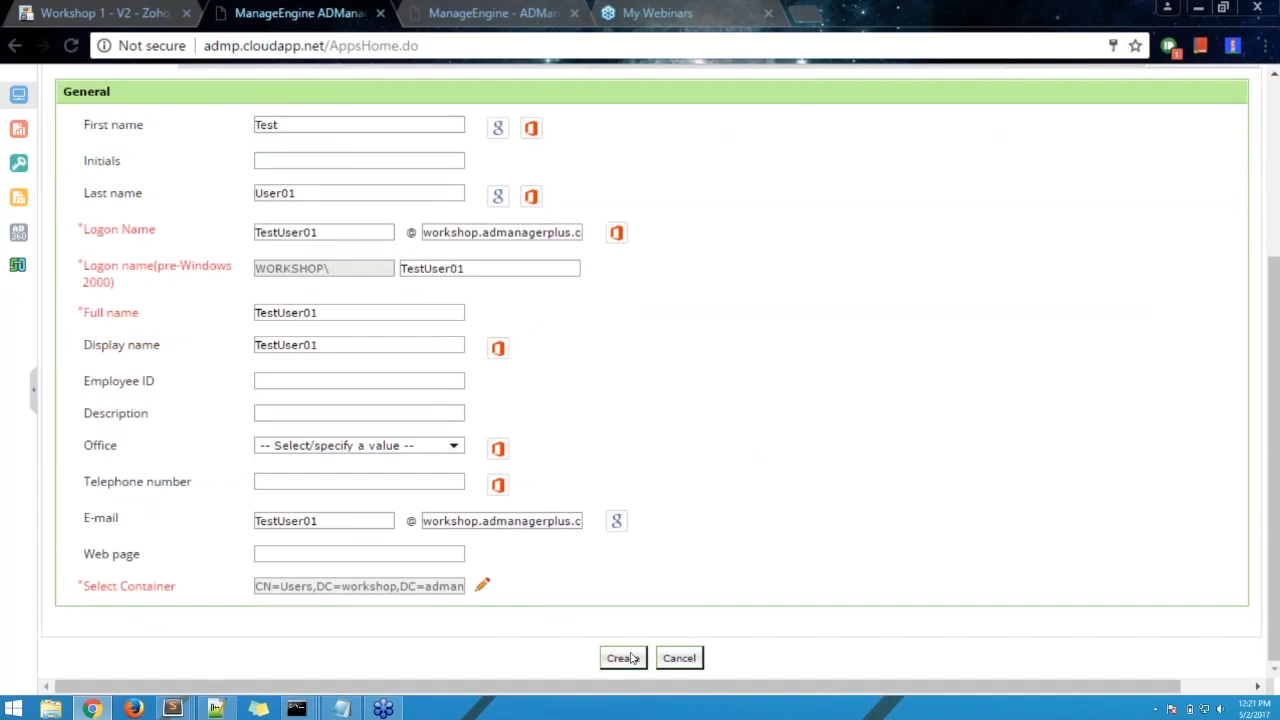 Workshop 1 - V2 - Zoho
ManageEngine ADMana
ManageEngine - ADMan
My Webinars
Not secure
admp.cloudapp.net/AppsHome.do
1
General
First name
Test
Initials
Last name
User01
*Logon Name
TestUser01
@
workshop.admanagerplus.c
*Logon name(pre-Windows
2000)
WORKSHOP\
TestUser01
*Full name
TestUser01
Display name
TestUser01
Employee ID
Description
Office
-- Select/specify a value --
Telephone number
E-mail
TestUser01
@
workshop.admanagerplus.c
Web page
*Select Container
CN=Users,DC=workshop,DC=adman
Create
Cancel
12:21 PM
5/2/2017